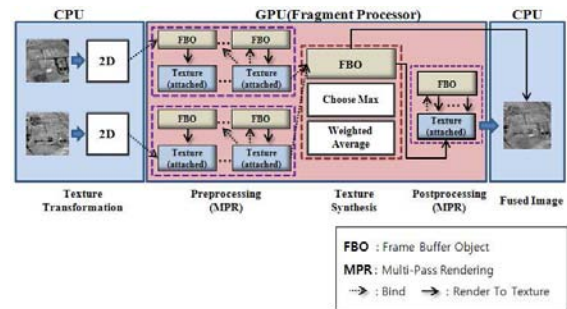 CPU
GPU(Fragment Processor)
CPU
2D
FBO
...
FBO
Texture
(attached)
...
Texture
(attached)
2D
FBO
...
FBO
Texture
(attached)
...
Texture
(attached)
FBO
Choose Max
Weighted
Average
FBO
Texture
(attached)
Texture
Transformation
Preprocessing
(MPR)
Texture
Synthesis
Postprocessing
(MPR)
Fused Image
FBO : Frame Buffer Object
MPR : Multi-Pass Rendering
: Bind
: Render To Texture